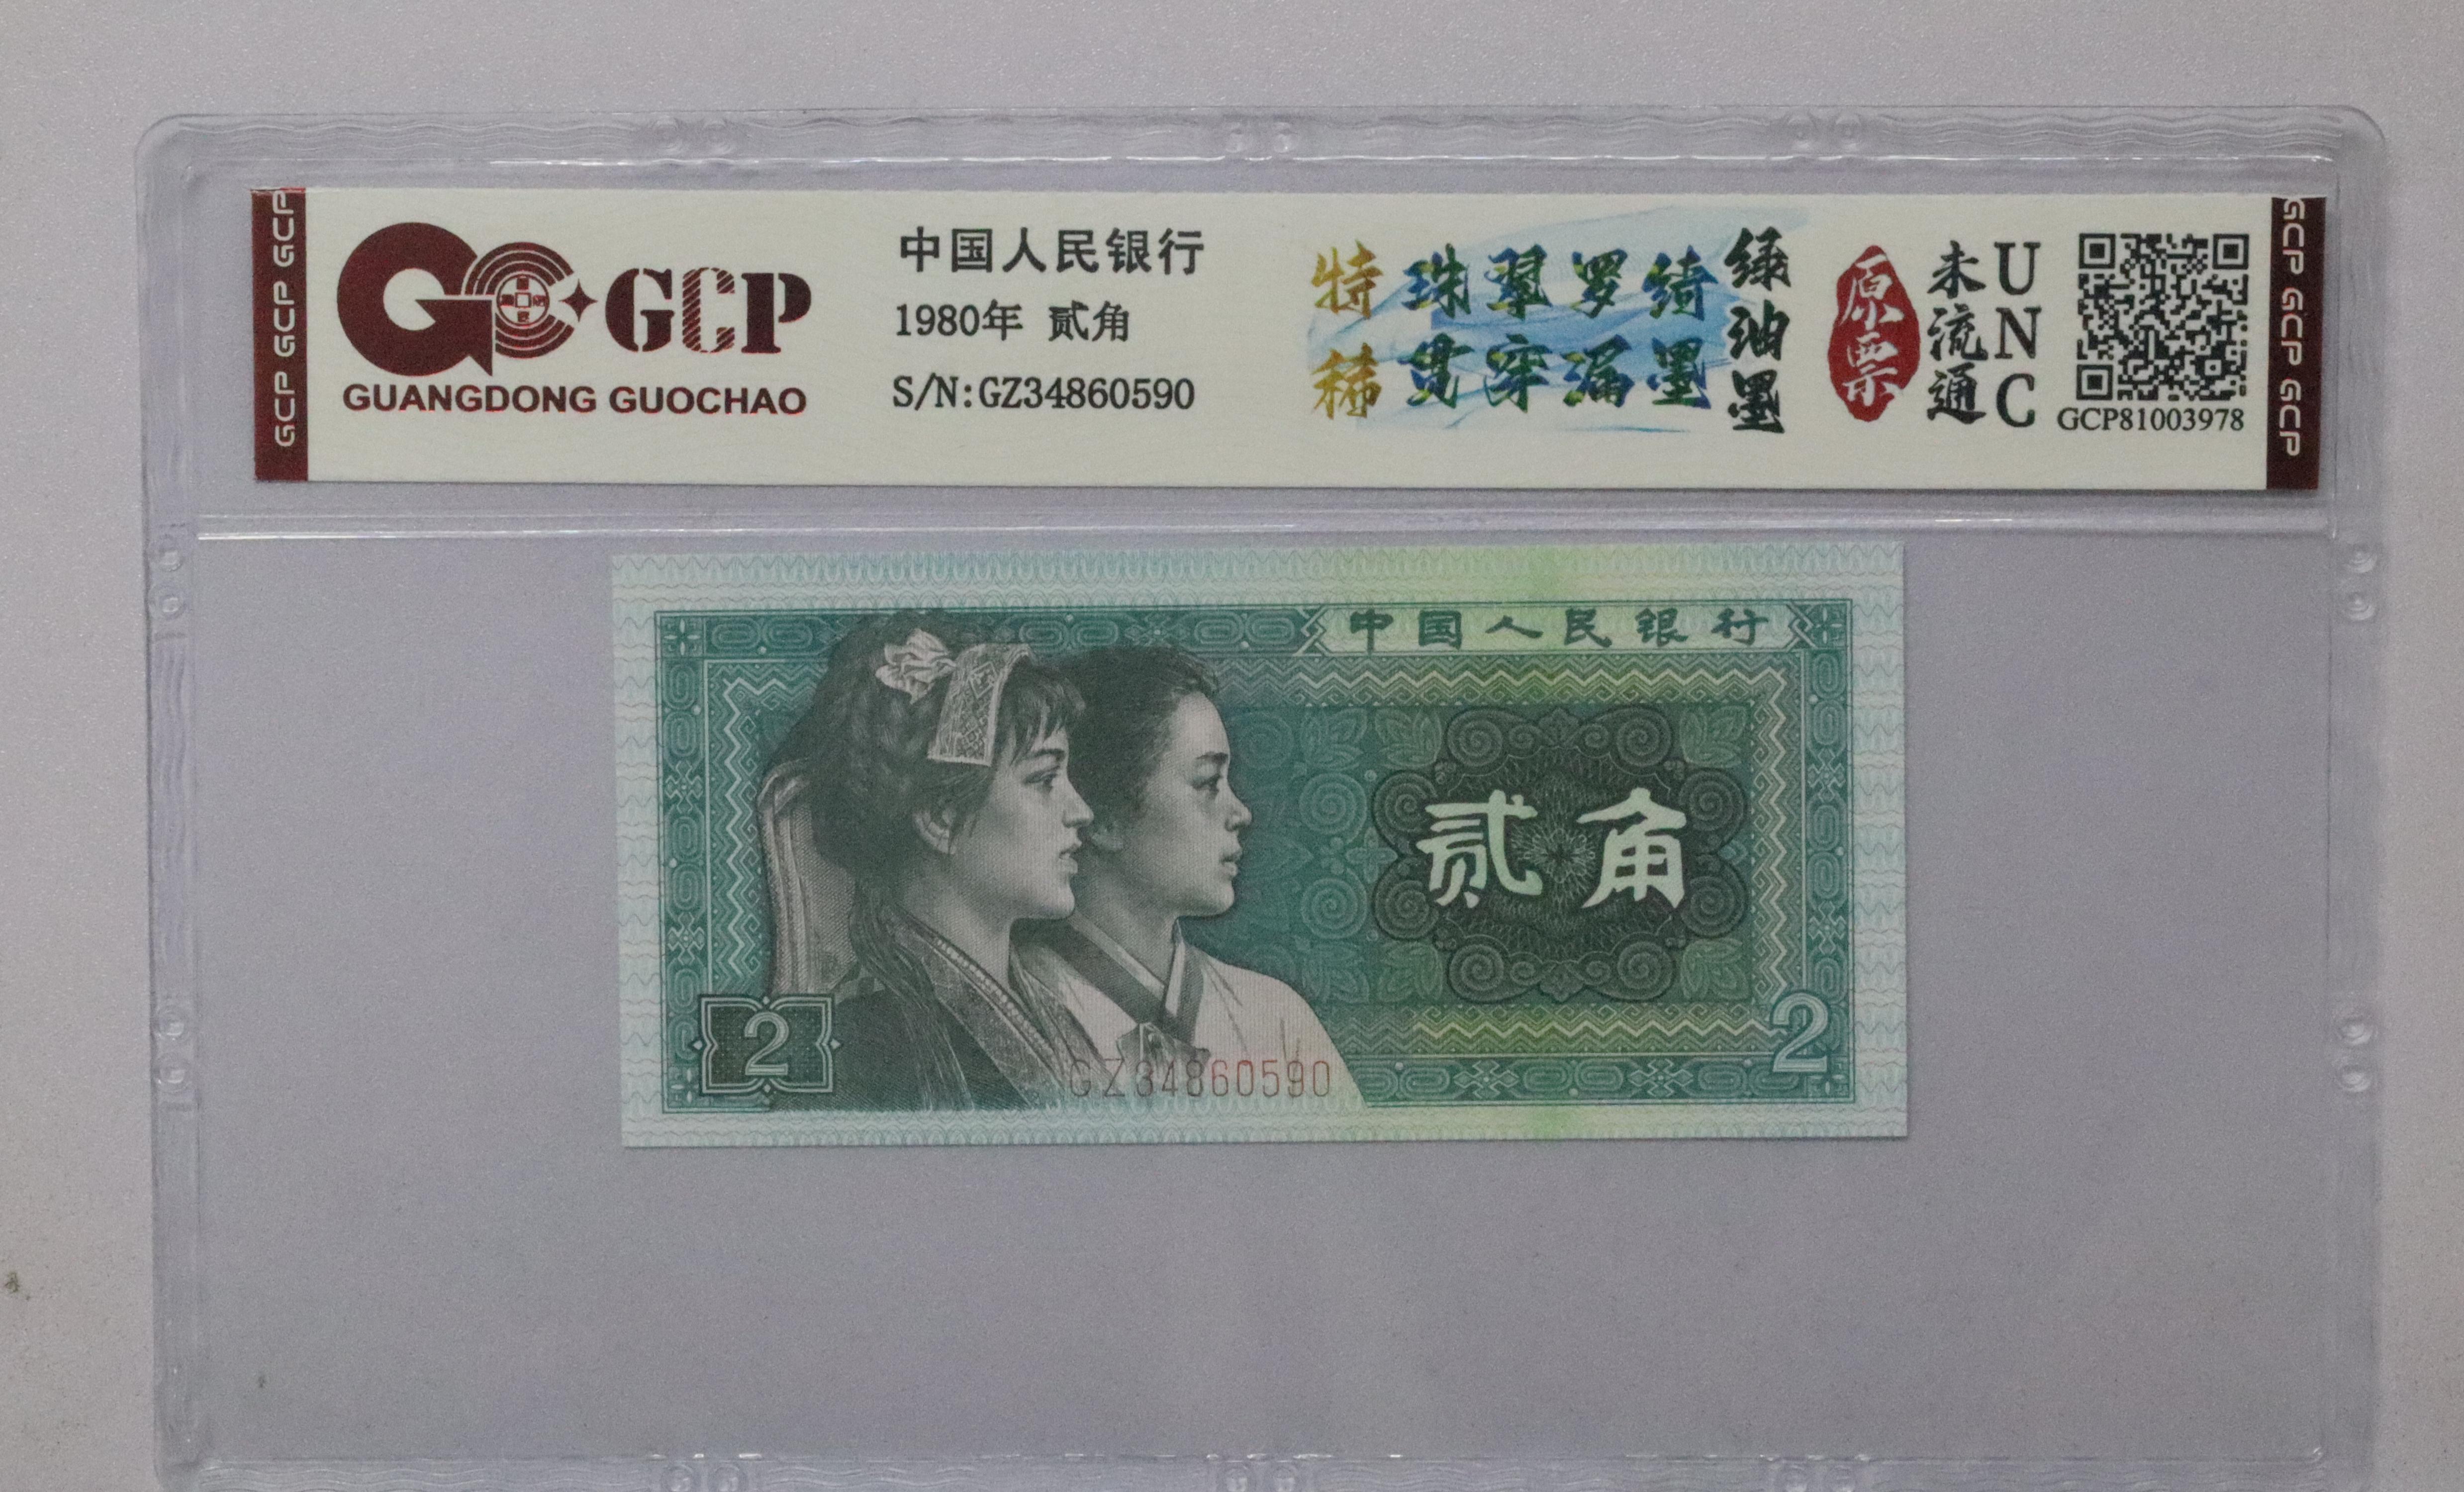 GCP GCP GCP
GCP
GUANGDONG GUOCHAO
中国人民银行
1980年 贰角
S/N:GZ34860590
特稀
珠翠罗绮
贯穿漏墨
绿油墨
原票
未流通
UNC
GCP81003978
GCP GCP GCP
中国人民银行
贰角
2
2
GZ34860590